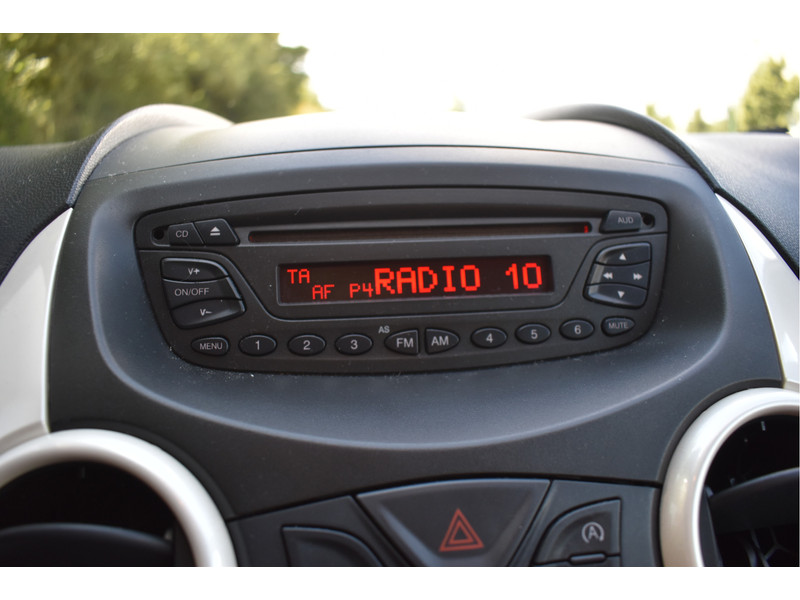 CD AUD
V+
ON/OFF
V-
TA
AF P4 RADIO 10
MENU 1 2 3 AS FM AM 4 5 6 MUTE
A